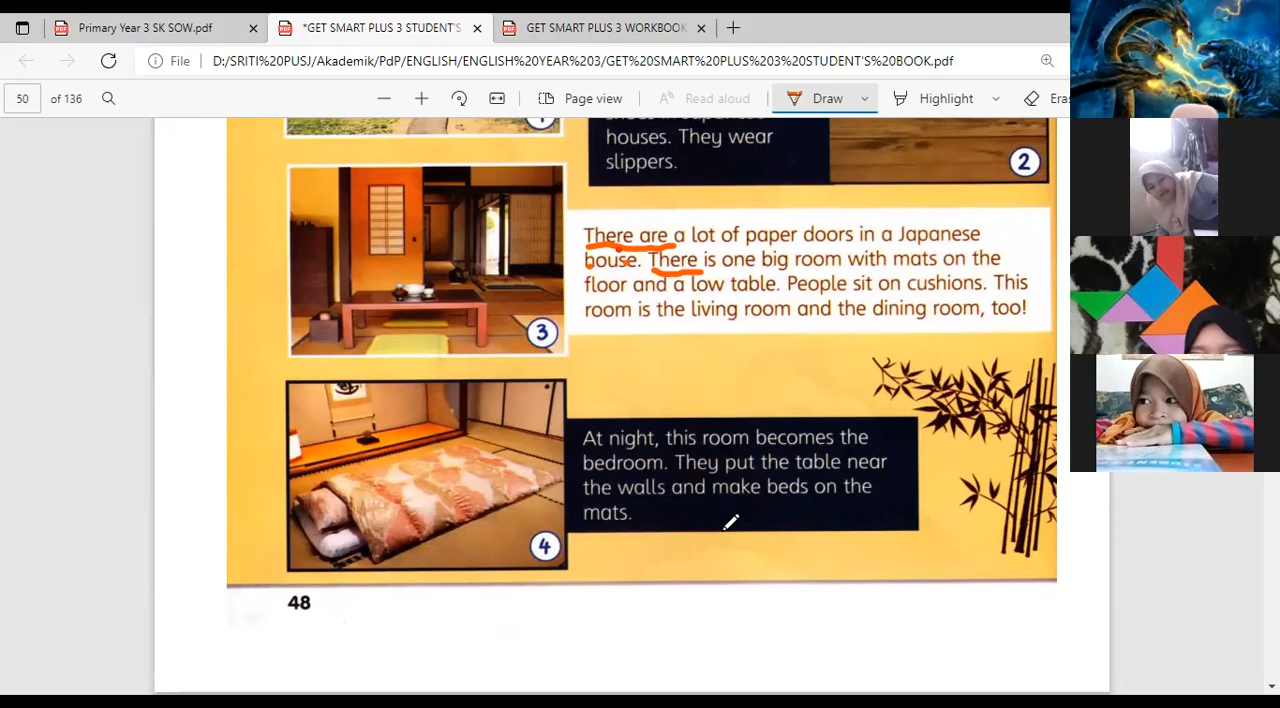 Primary Year 3 SK SOW.pdf
*GET SMART PLUS 3 STUDENT'S
GET SMART PLUS 3 WORKBOOK
File
D:/SRITI%20PUSJ/Akademik/PdP/ENGLISH/ENGLISH%20YEAR%203/GET%20SMART%20PLUS%203%20STUDENT'S%20BOOK.pdf
50 of 136
Page view
Read aloud
Draw
Highlight
Eras
1
houses. They wear
slippers.
2
There are a lot of paper doors in a Japanese
house. There is one big room with mats on the
floor and a low table. People sit on cushions. This
room is the living room and the dining room, too!
3
At night, this room becomes the
bedroom. They put the table near
the walls and make beds on the
mats.
4
48